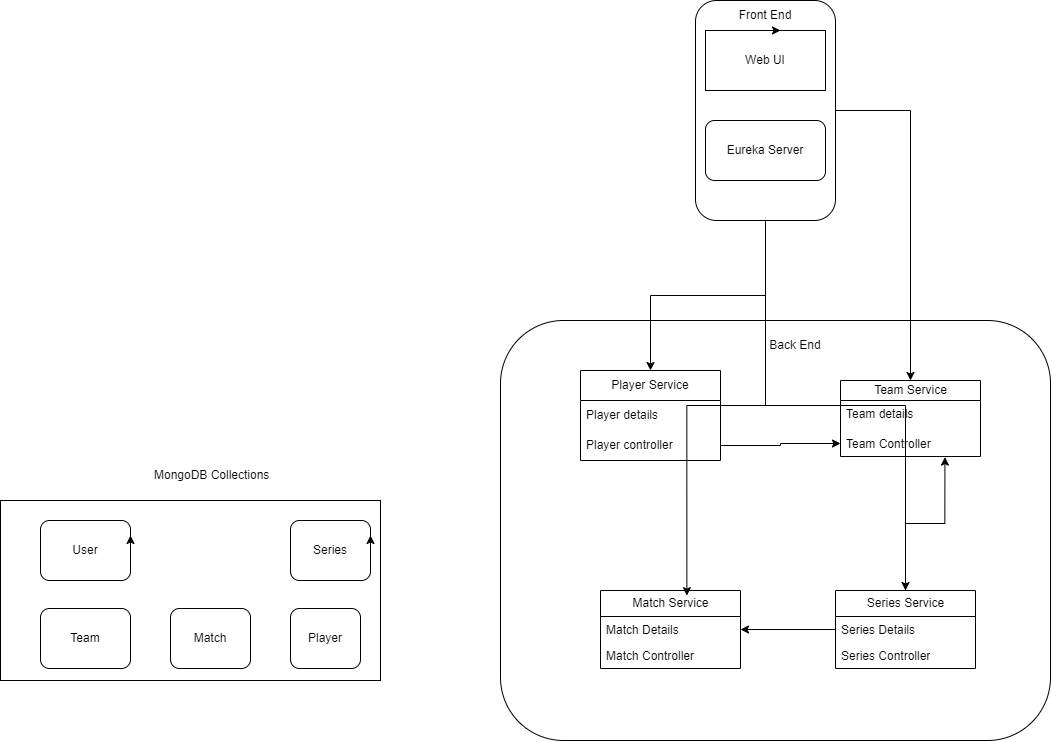 Front End
Web UI
Eureka Server
Back End
Player Service
Player details
Player controller
Team Service
Team details
Team Controller
MongoDB Collections
User
Series
Team
Match
Player
Match Service
Match Details
Match Controller
Series Service
Series Details
Series Controller